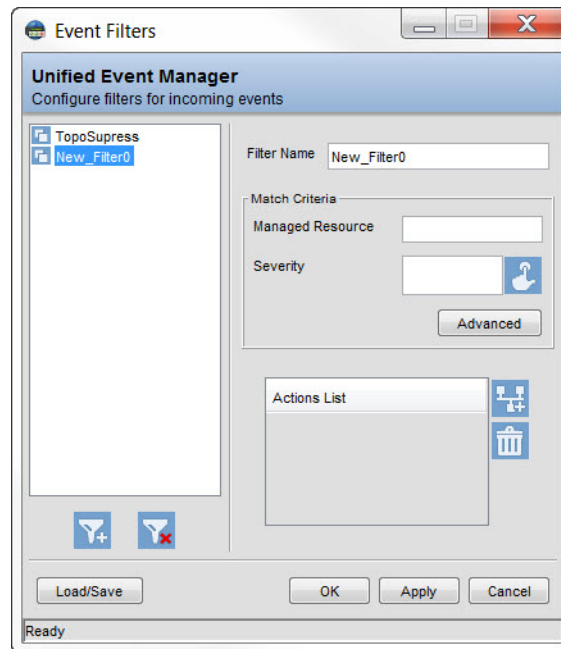 Event Filters
Unified Event Manager
Configure filters for incoming events
TopoSupress
New_Filter0
Filter Name New_Filter0
Match Criteria
Managed Resource
Severity
Advanced
Actions List
Load/Save OK Apply Cancel
Ready